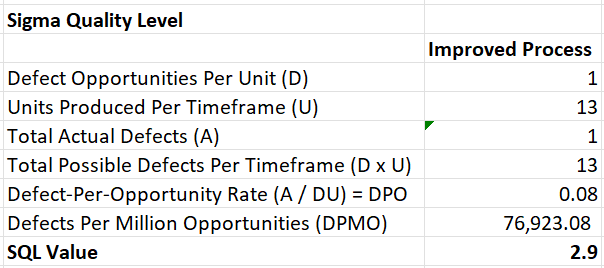 Sigma Quality Level
Improved Process
Defect Opportunities Per Unit (D) 1
Units Produced Per Timeframe (U) 13
Total Actual Defects (A) 1
Total Possible Defects Per Timeframe (D x U) 13
Defect-Per-Opportunity Rate (A / DU) = DPO 0.08
Defects Per Million Opportunities (DPMO) 76,923.08
SQL Value 2.9